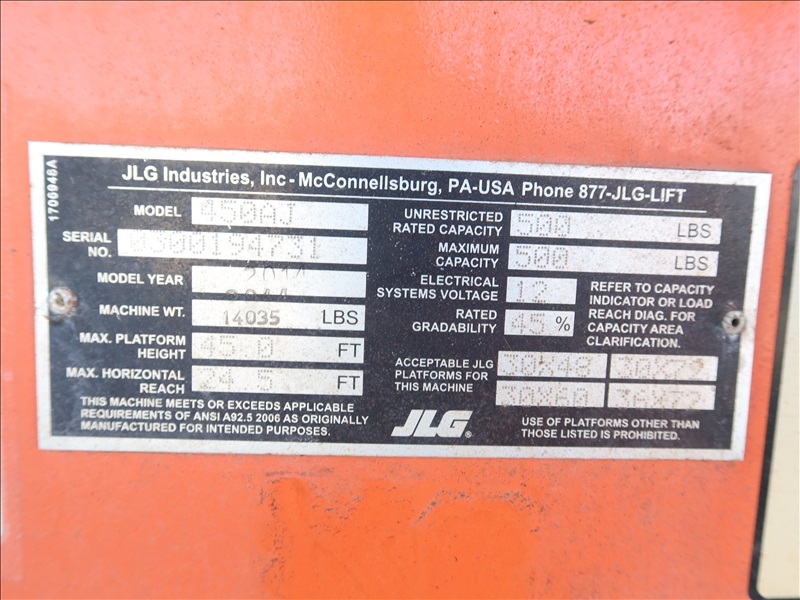 1706948A
JLG Industries, Inc - McConnellsburg, PA-USA Phone 877-JLG-LIFT
MODEL 450AJ
SERIAL NO. 0300194731
MODEL YEAR 2014
MACHINE WT. 14035 LBS
MAX. PLATFORM HEIGHT 45.0 FT
MAX. HORIZONTAL REACH 24.5 FT
THIS MACHINE MEETS OR EXCEEDS APPLICABLE
REQUIREMENTS OF ANSI A92.5 2006 AS ORIGINALLY
MANUFACTURED FOR INTENDED PURPOSES.
UNRESTRICTED
RATED CAPACITY 500 LBS
MAXIMUM
CAPACITY 500 LBS
ELECTRICAL
SYSTEMS VOLTAGE 12
RATED
GRADABILITY 45 %
REFER TO CAPACITY
INDICATOR OR LOAD
REACH DIAG. FOR
CAPACITY AREA
CLARIFICATION.
ACCEPTABLE JLG
PLATFORMS FOR
THIS MACHINE
30X48
30X60 36X72
JLG®
USE OF PLATFORMS OTHER THAN
THOSE LISTED IS PROHIBITED.